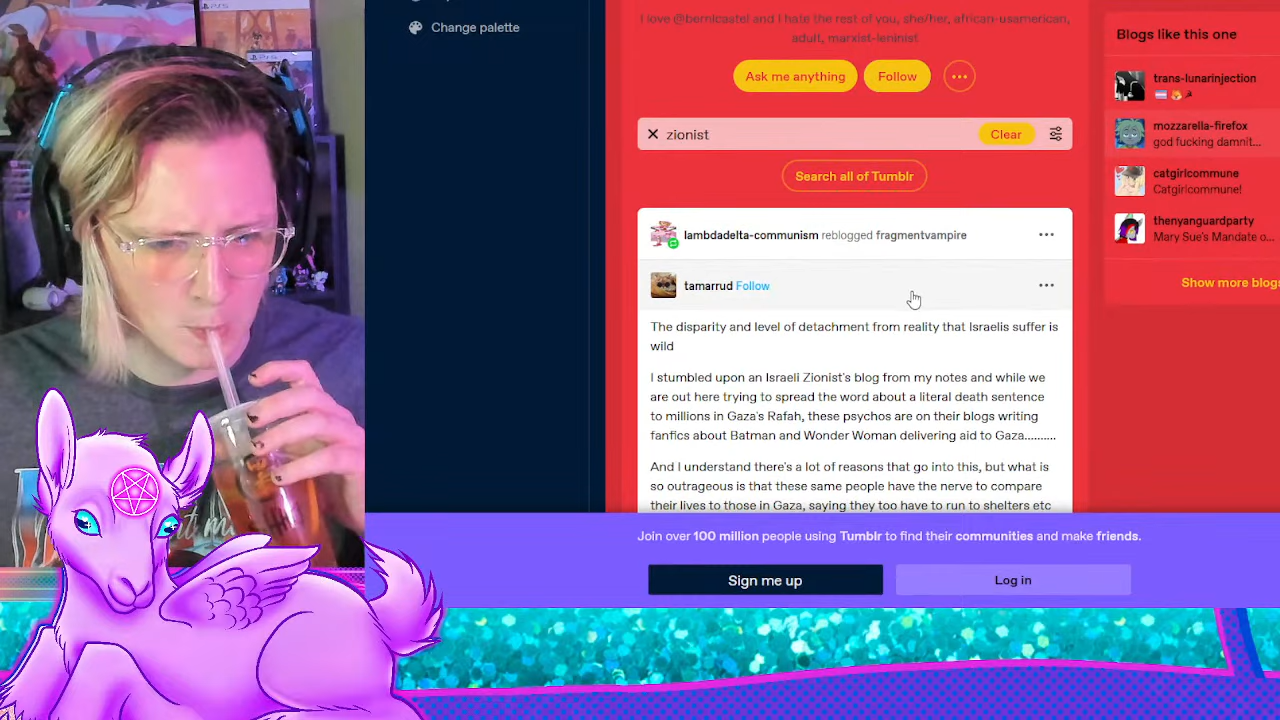 Change palette
I love @bernlcastel and I hate the rest of you, she/her, african-usamerican,
adult, marxist-leninist
Ask me anything
Follow
zionist
Clear
Search all of Tumblr
lambdadelta-communism reblogged fragmentvampire
tamarrud Follow
The disparity and level of detachment from reality that Israelis suffer is
wild
I stumbled upon an Israeli Zionist's blog from my notes and while we
are out here trying to spread the word about a literal death sentence
to millions in Gaza's Rafah, these psychos are on their blogs writing
fanfics about Batman and Wonder Woman delivering aid to Gaza..........
And I understand there's a lot of reasons that go into this, but what is
so outrageous is that these same people have the nerve to compare
their lives to those in Gaza, saying they too have to run to shelters etc
Blogs like this one
trans-lunarinjection
mozzarella-firefox
god fucking damnit...
catgirlcommune
Catgirlcommune!
thenyanguardparty
Mary Sue's Mandate o...
Show more blogs
Join over 100 million people using Tumblr to find their communities and make friends.
Sign me up
Log in